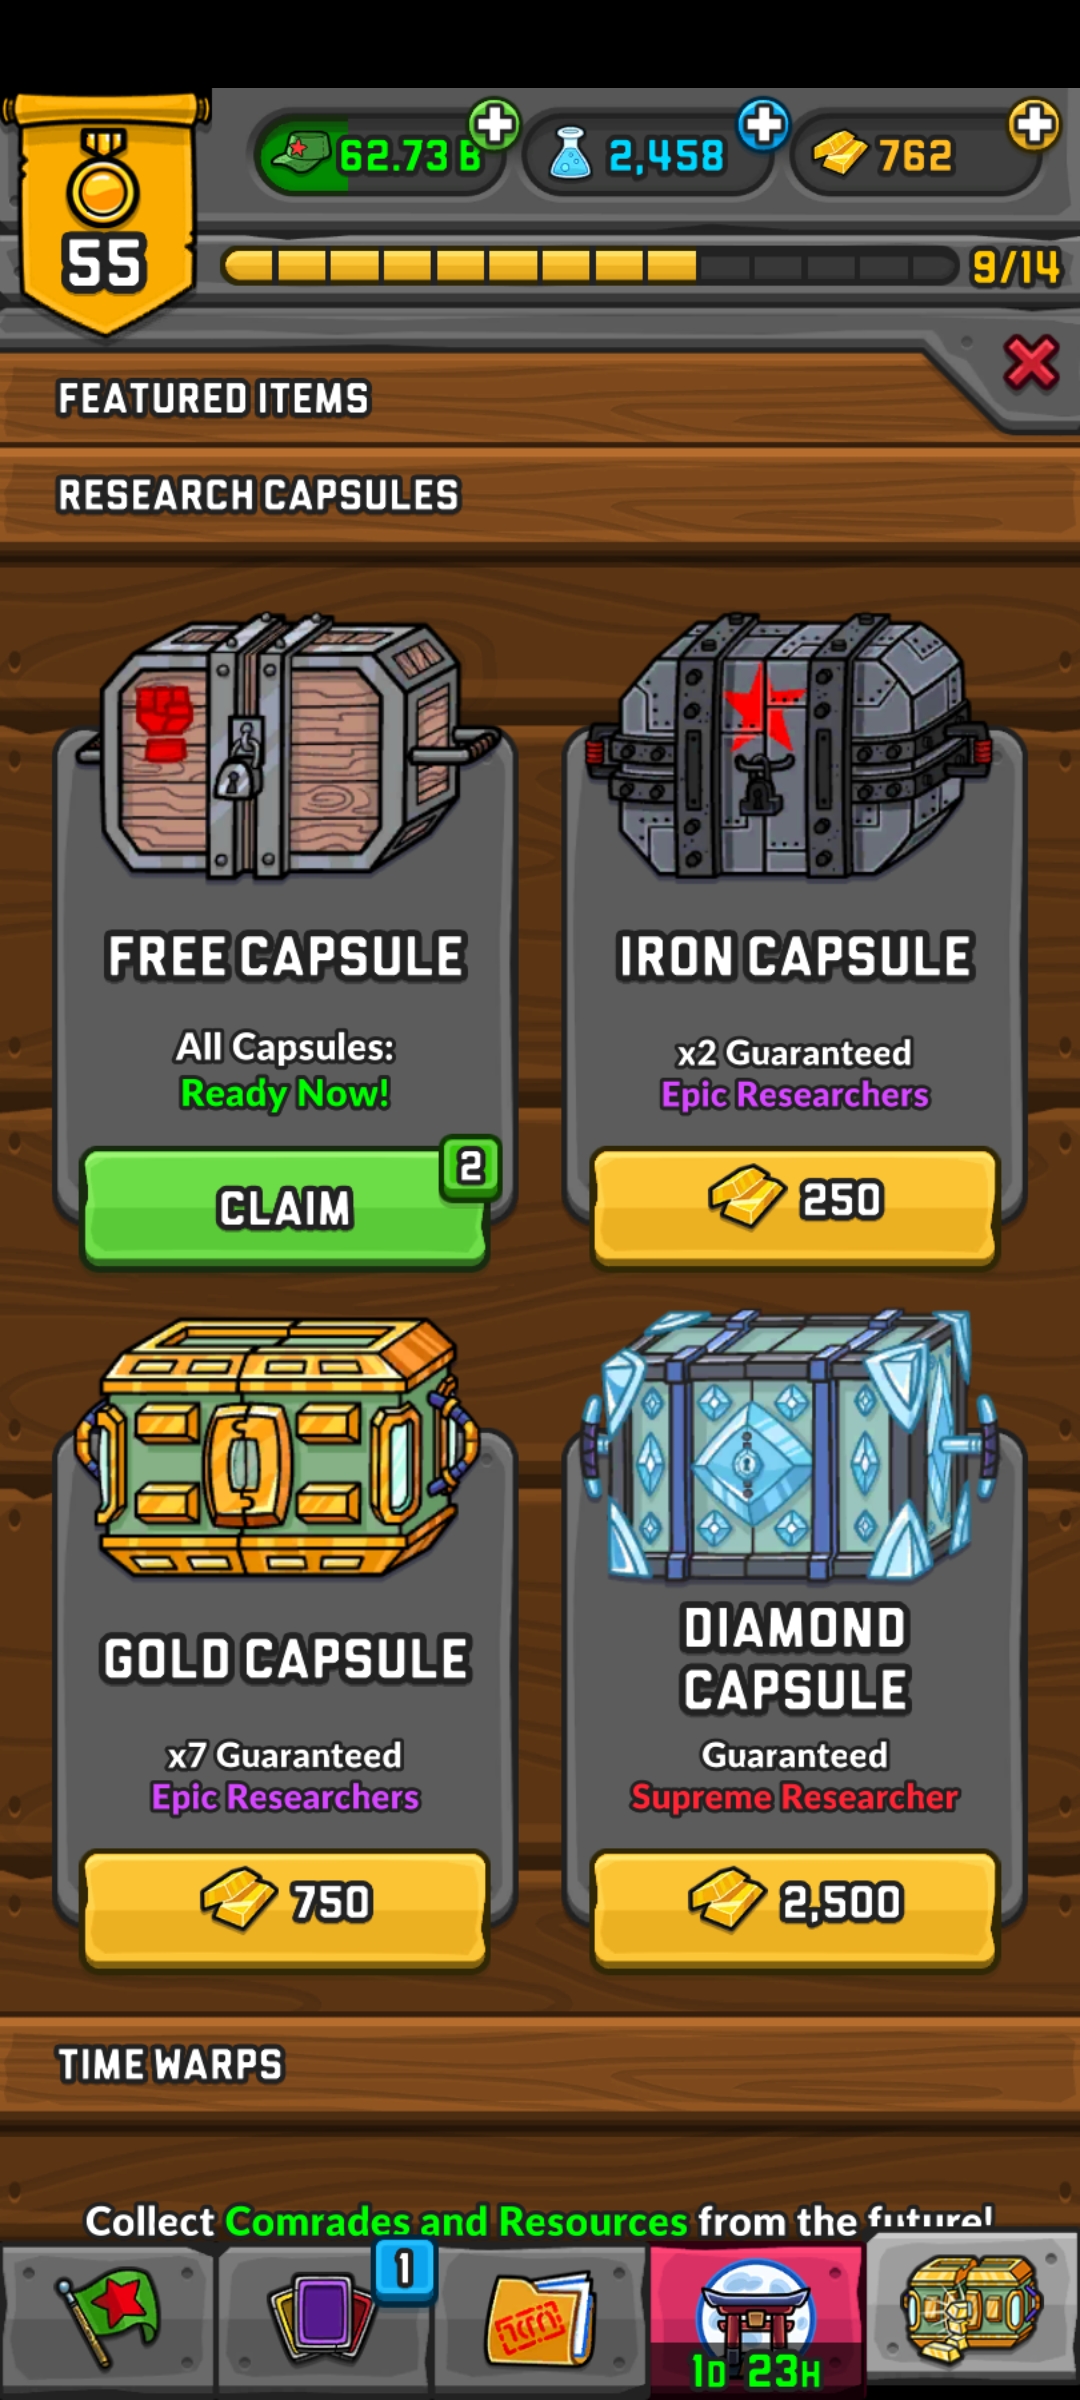 62.73 B
2,458
762
55
9/14
FEATURED ITEMS
RESEARCH CAPSULES
FREE CAPSULE
All Capsules:
Ready Now!
CLAIM
2
IRON CAPSULE
x2 Guaranteed
Epic Researchers
250
GOLD CAPSULE
x7 Guaranteed
Epic Researchers
750
DIAMOND
CAPSULE
Guaranteed
Supreme Researcher
2,500
TIME WARPS
Collect Comrades and Resources from the future!
1
1D 23H